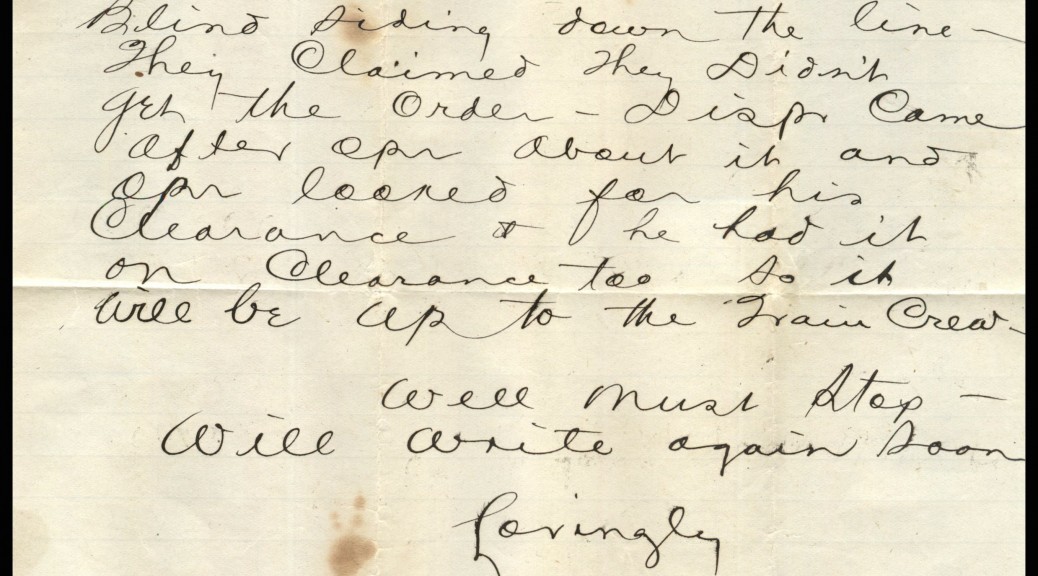 Blind siding down the line -
They Claimed They Didn't
get the Order - Dispr Came
after opr about it and
Opr looked for his
Clearance & he had it
on Clearance too so it
will be up to the Train Crew -
Well must Stop -
Will write again soon
Lovingly